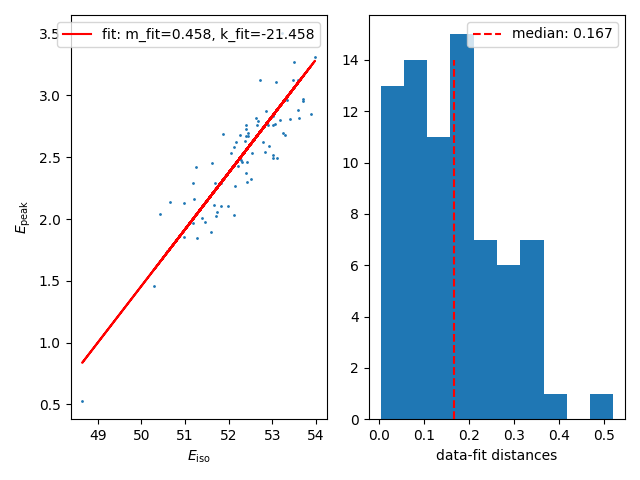 fit: m_fit=0.458, k_fit=-21.458
3.5
3.0
2.5
2.0
1.5
1.0
0.5
E_peak
49 50 51 52 53 54
E_iso
median: 0.167
14
12
10
8
6
4
2
0
0.0 0.1 0.2 0.3 0.4 0.5
data-fit distances